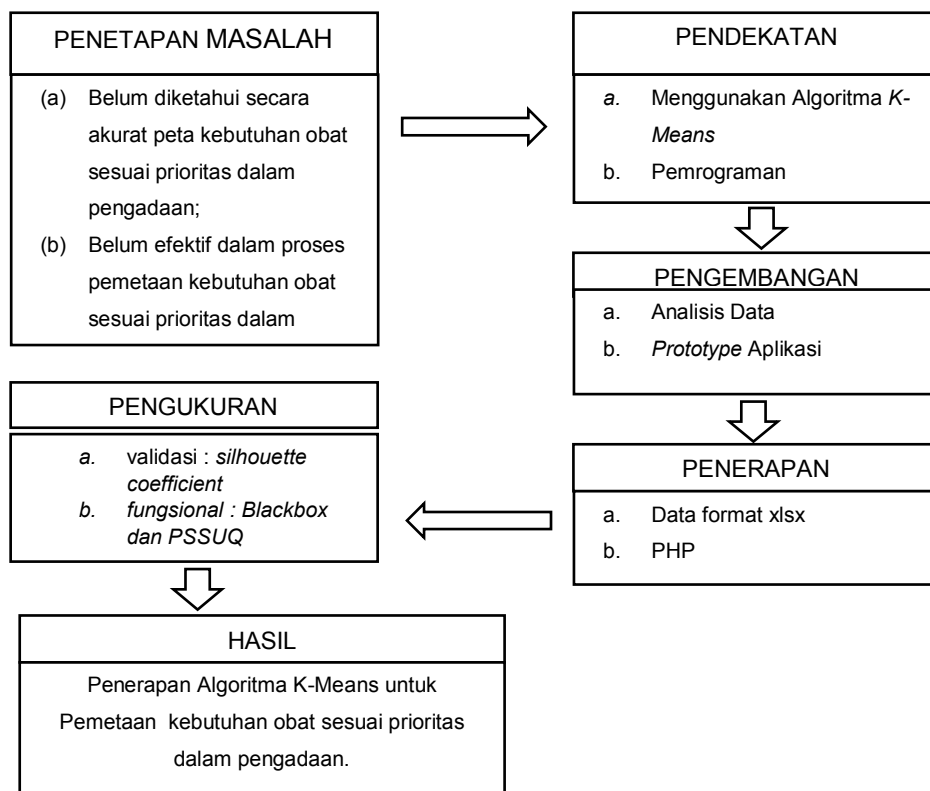 PENETAPAN MASALAH
(a) Belum diketahui secara
akurat peta kebutuhan obat
sesuai prioritas dalam
pengadaan;
(b) Belum efektif dalam proses
pemetaan kebutuhan obat
sesuai prioritas dalam
PENDEKATAN
a. Menggunakan Algoritma K-
Means
b. Pemrograman
PENGEMBANGAN
a. Analisis Data
b. Prototype Aplikasi
PENERAPAN
a. Data format xlsx
b. PHP
PENGUKURAN
a. validasi : silhouette
coefficient
b. fungsional : Blackbox
dan PSSUQ
HASIL
Penerapan Algoritma K-Means untuk
Pemetaan kebutuhan obat sesuai prioritas
dalam pengadaan.